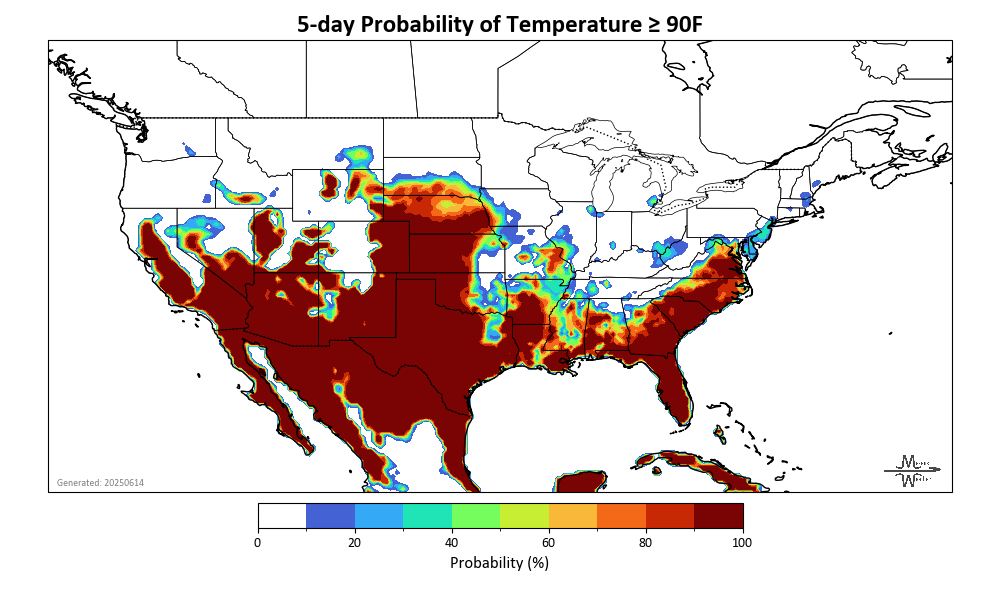 5-day Probability of Temperature ≥ 90F
Generated: 20250614
0 20 40 60 80 100
Probability (%)